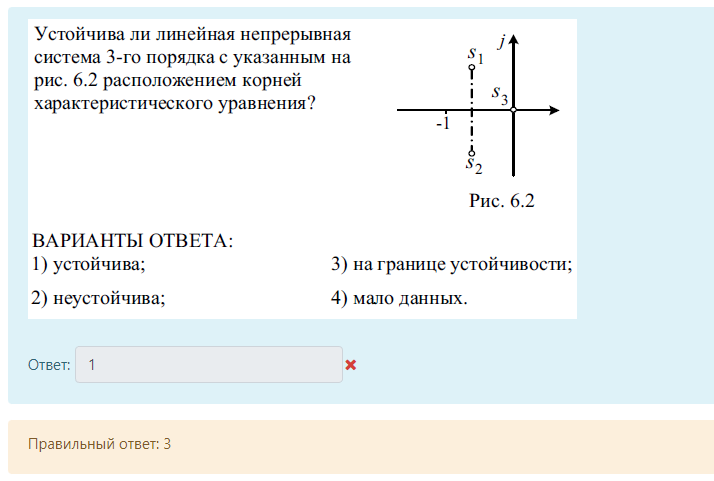 Устойчива ли линейная непрерывная
система 3-го порядка с указанным на
рис. 6.2 расположением корней
характеристического уравнения?
j
s1
s3
-1
s2
Рис. 6.2
ВАРИАНТЫ ОТВЕТА:
1) устойчива; 3) на границе устойчивости;
2) неустойчива; 4) мало данных.
Ответ: 1
Правильный ответ: 3